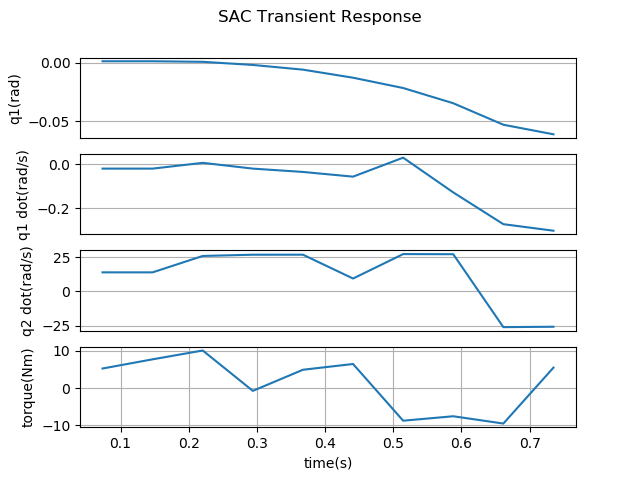 SAC Transient Response
q1(rad)
0.00
−0.05
q1 dot(rad/s)
0.0
−0.2
q2 dot(rad/s)
25
0
−25
torque(Nm)
10
0
−10
0.1 0.2 0.3 0.4 0.5 0.6 0.7
time(s)